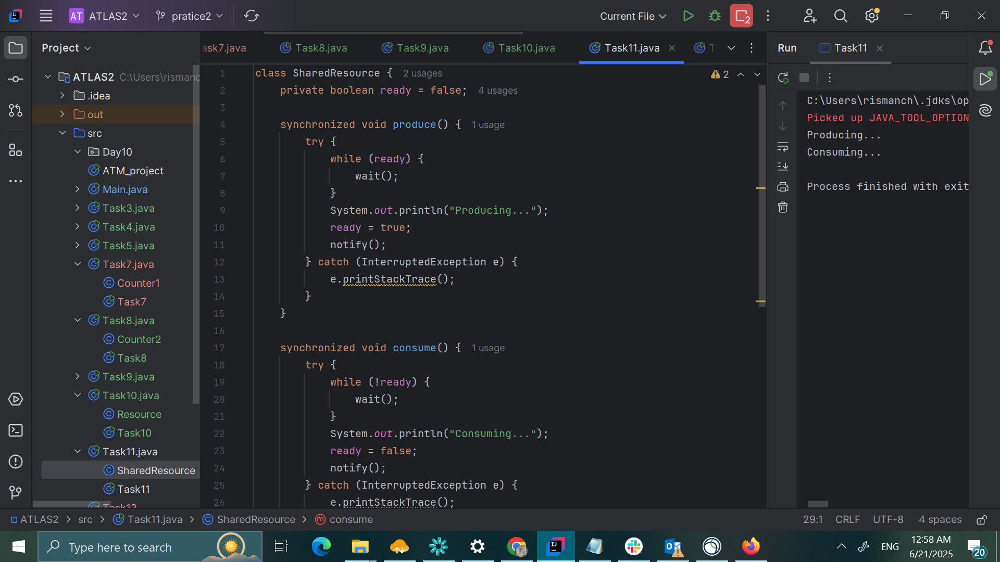 AT ATLAS2 pratice2 Current File 2
Project
ATLAS2 C:\Users\rismanc
.idea
out
src
Day10
ATM_project
Main.java
Task3.java
Task4.java
Task5.java
Task7.java
Counter1
Task7
Task8.java
Counter2
Task8
Task9.java
Task10.java
Resource
Task10
Task11.java
SharedResource
Task11
Task12
ask7.java Task8.java Task9.java Task10.java Task11.java T
2
1 class SharedResource { 2 usages
2 private boolean ready = false; 4 usages
3
4 synchronized void produce() { 1 usage
5 try {
6 while (ready) {
7 wait();
8 }
9 System.out.println("Producing...");
10 ready = true;
11 notify();
12 } catch (InterruptedException e) {
13 e.printStackTrace();
14 }
15 }
16
17 synchronized void consume() { 1 usage
18 try {
19 while (!ready) {
20 wait();
21 }
22 System.out.println("Consuming...");
23 ready = false;
24 notify();
25 } catch (InterruptedException e) {
26 e.printStackTrace();
Run Task11
C:\Users\rismanch\.jdks\op
Picked up JAVA_TOOL_OPTION
Producing...
Consuming...
Process finished with exit
ATLAS2 > src > Task11.java > SharedResource > consume
29:1 CRLF UTF-8 4 spaces
Type here to search
ENG
12:58 AM
6/21/2025
20